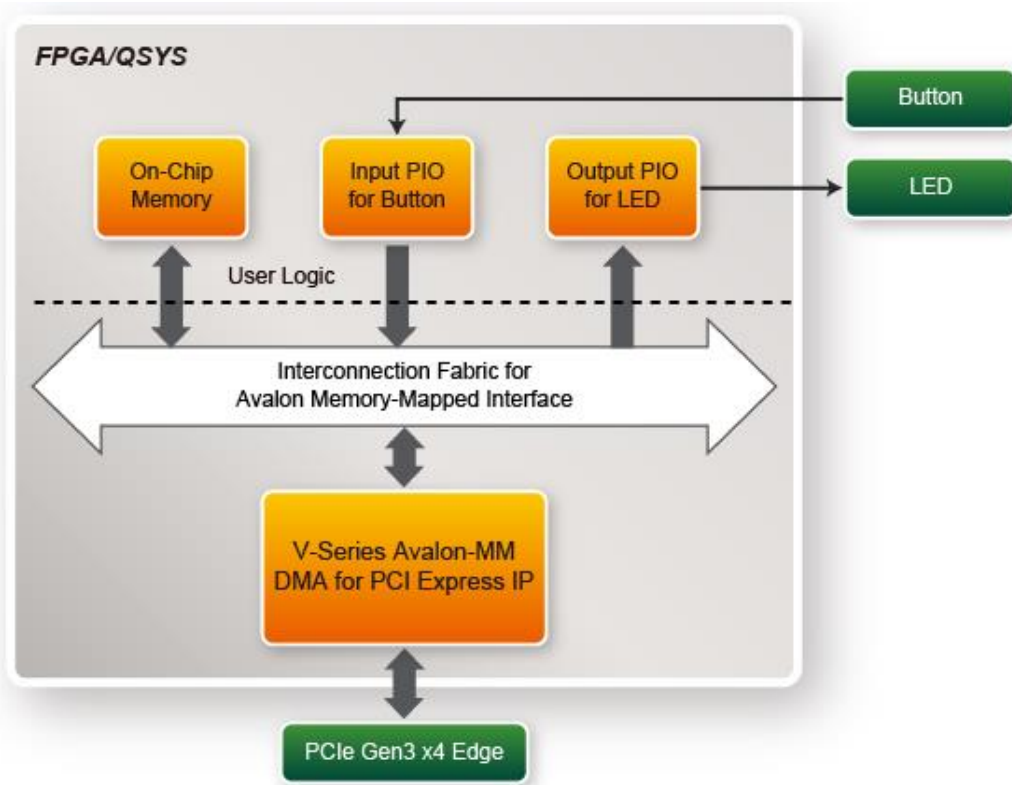 FPGA/QSYS
Button
On-Chip
Memory
Input PIO
for Button
Output PIO
for LED
LED
User Logic
Interconnection Fabric for
Avalon Memory-Mapped Interface
V-Series Avalon-MM
DMA for PCI Express IP
PCIe Gen3 x4 Edge